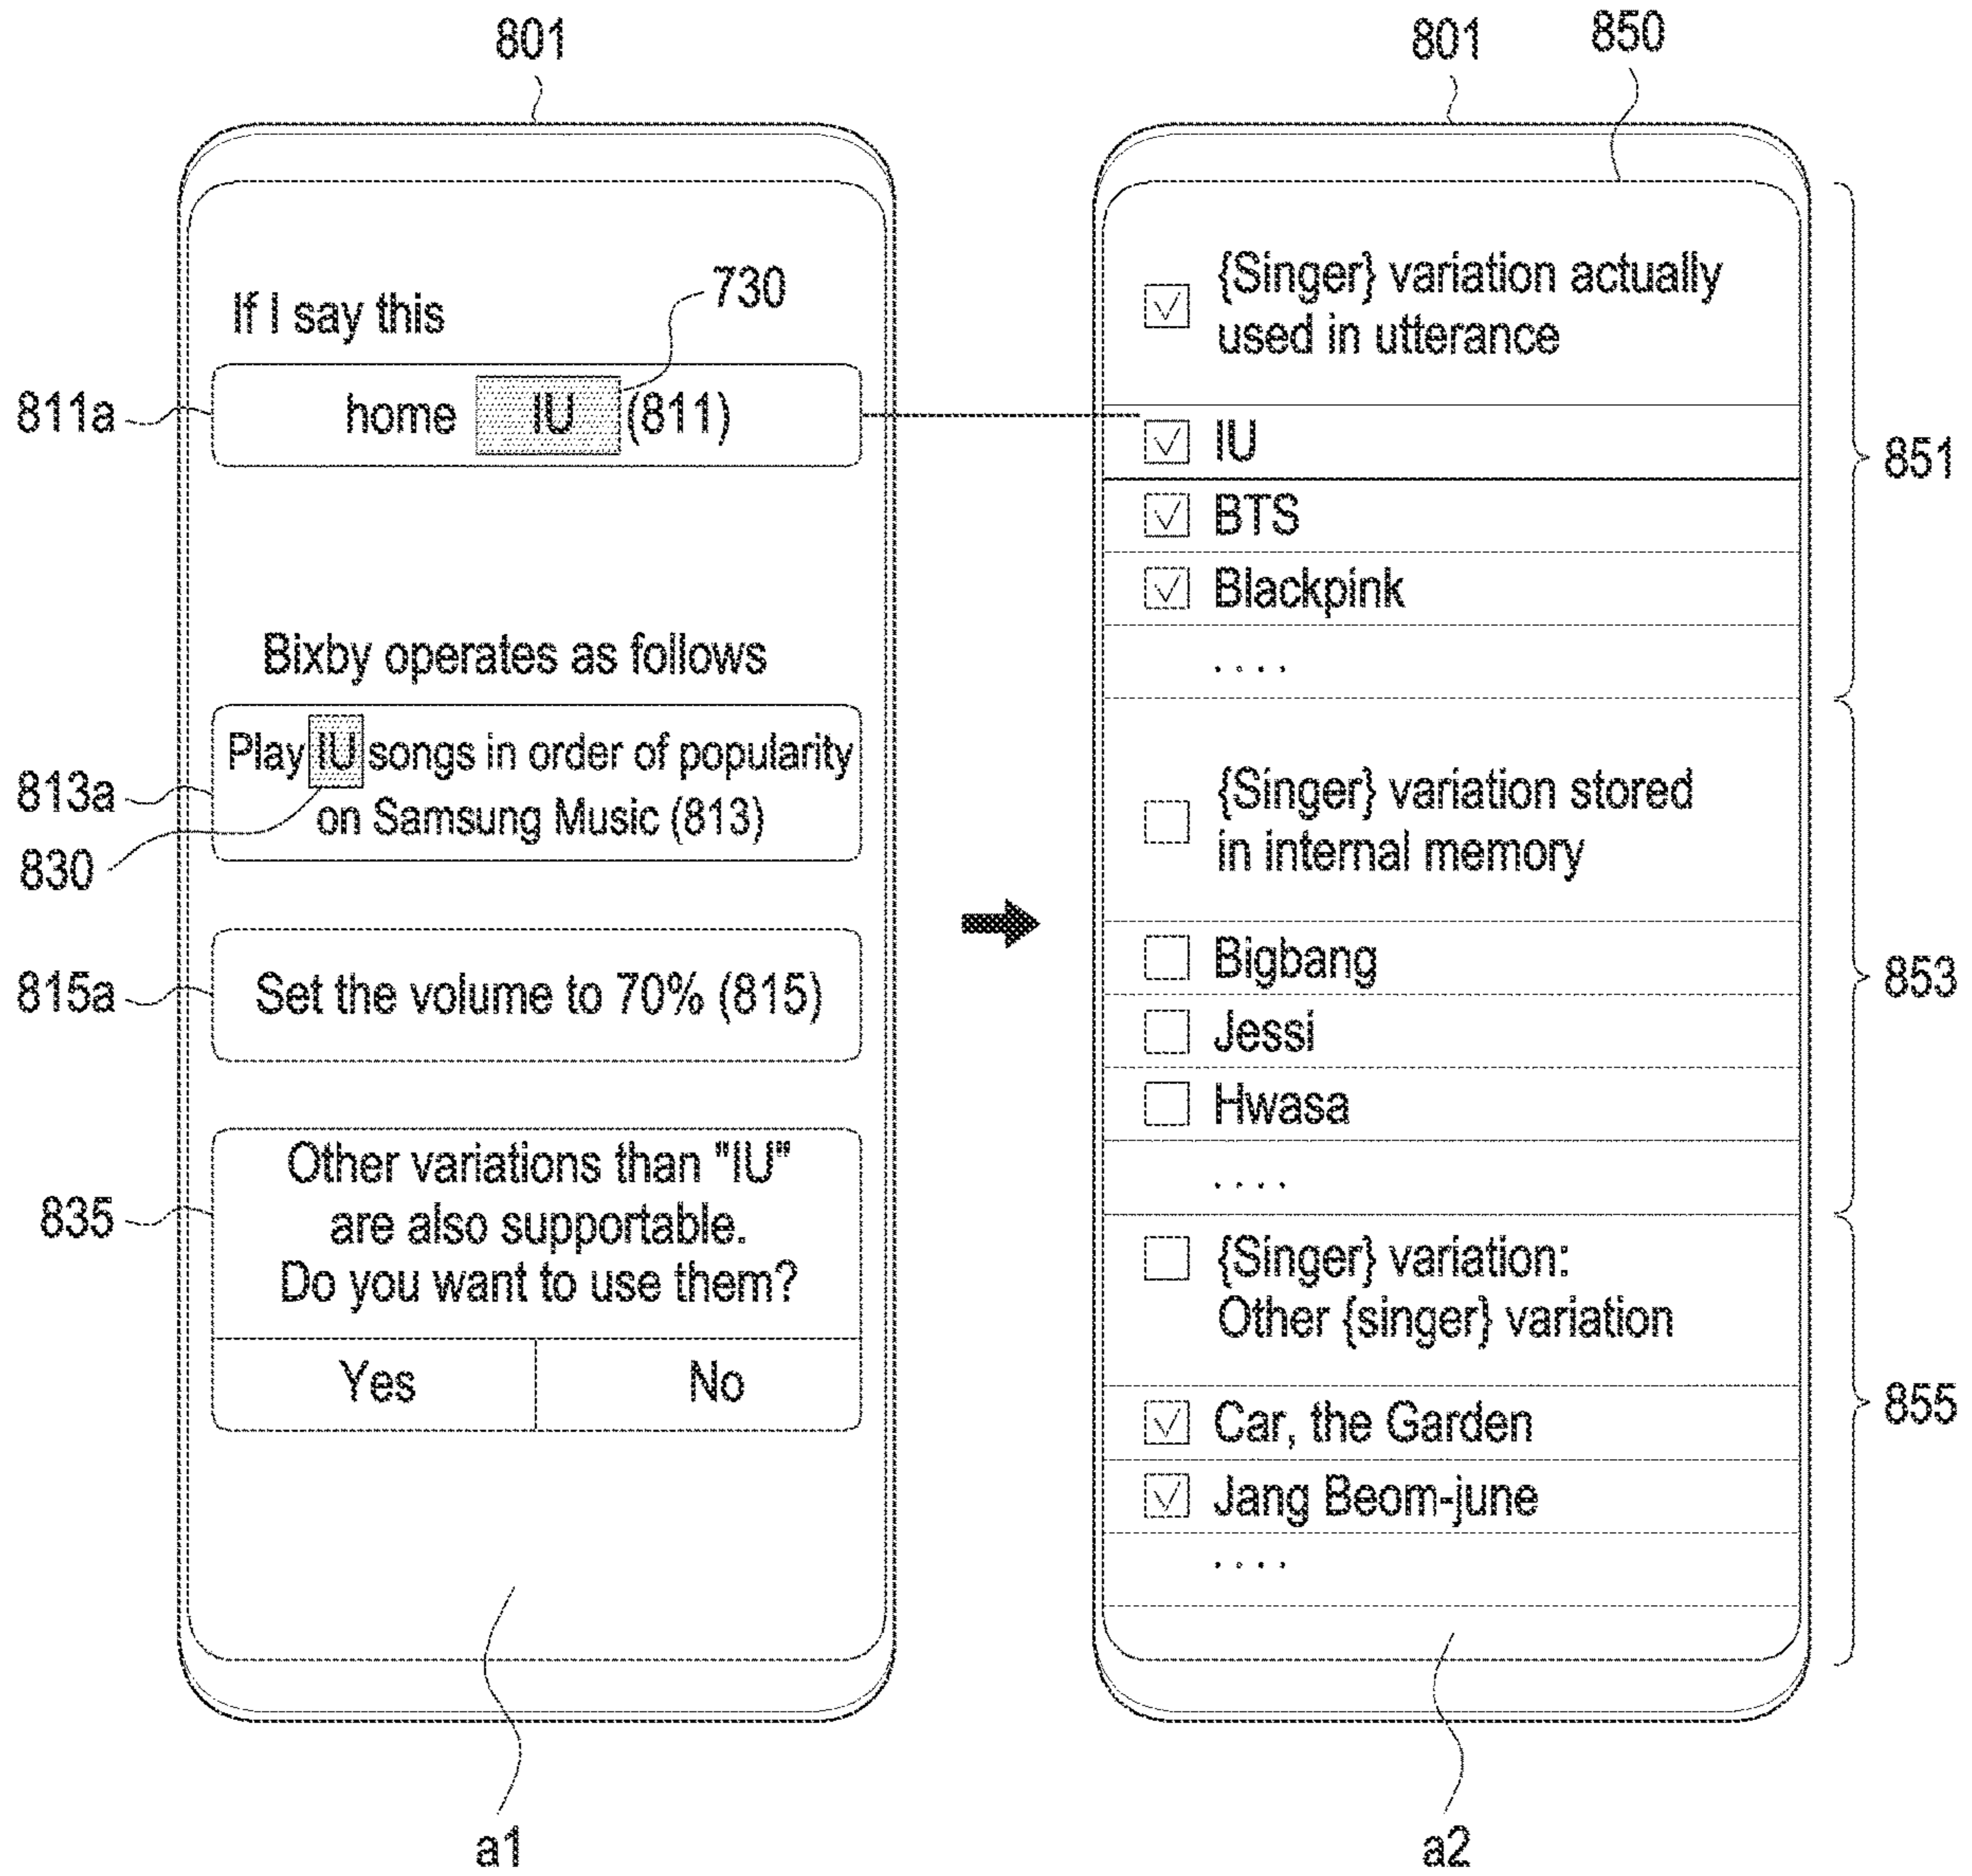 801
801
850
If I say this
730
811a
home IU (811)
Bixby operates as follows
813a
Play IU songs in order of popularity
on Samsung Music (813)
830
815a
Set the volume to 70% (815)
835
Other variations than "IU"
are also supportable.
Do you want to use them?
Yes
No
a1
{Singer} variation actually
used in utterance
IU
BTS
Blackpink
....
851
{Singer} variation stored
in internal memory
Bigbang
Jessi
Hwasa
....
853
{Singer} variation:
Other {singer} variation
Car, the Garden
Jang Beom-june
....
855
a2